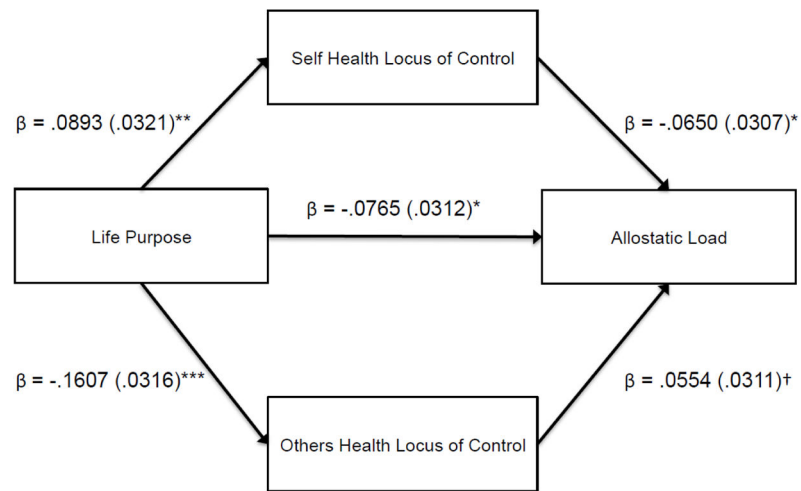 Self Health Locus of Control
β = .0893 (.0321)**
β = -.0650 (.0307)*
β = -.0765 (.0312)*
Life Purpose
Allostatic Load
β = -.1607 (.0316)***
β = .0554 (.0311)†
Others Health Locus of Control